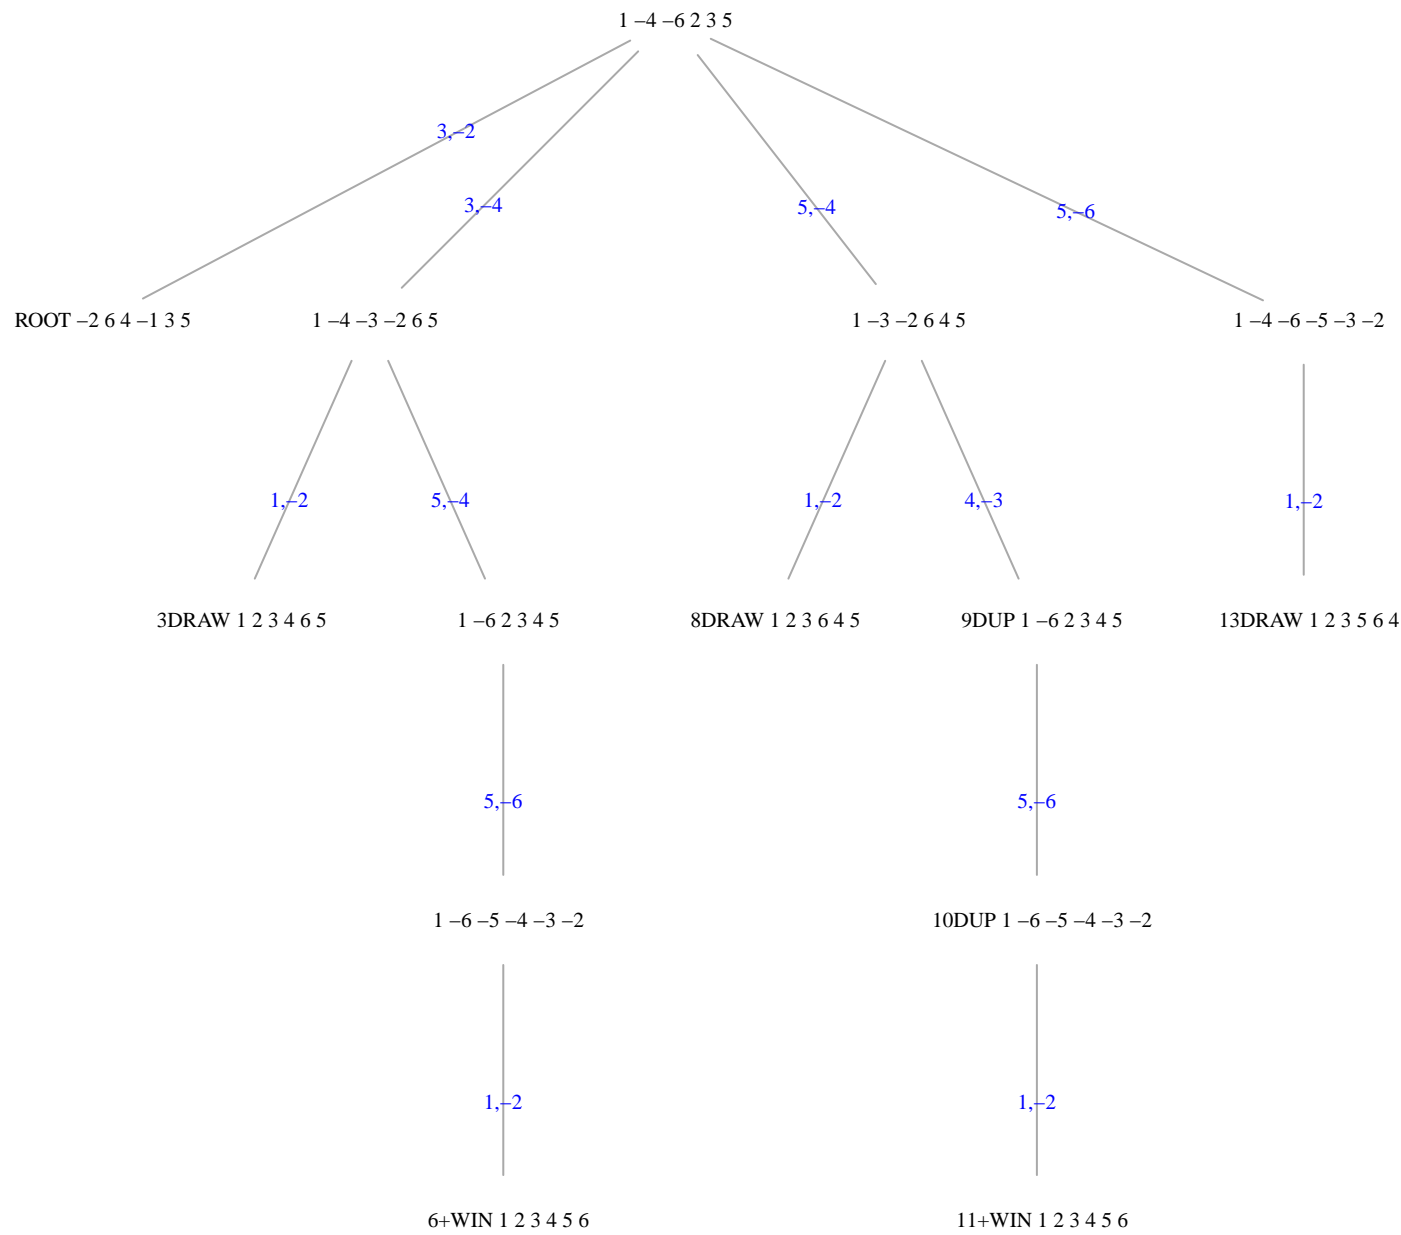 1 –4 –6 2 3 5
3,–2
3,–4
5,–4
5,–6
ROOT –2 6 4 –1 3 5
1 –4 –3 –2 6 5
1 –3 –2 6 4 5
1 –4 –6 –5 –3 –2
1,–2
5,–4
1,–2
4,–3
1,–2
3DRAW 1 2 3 4 6 5
1 –6 2 3 4 5
8DRAW 1 2 3 6 4 5
9DUP 1 –6 2 3 4 5
13DRAW 1 2 3 5 6 4
5,–6
5,–6
1 –6 –5 –4 –3 –2
10DUP 1 –6 –5 –4 –3 –2
1,–2
1,–2
6+WIN 1 2 3 4 5 6
11+WIN 1 2 3 4 5 6